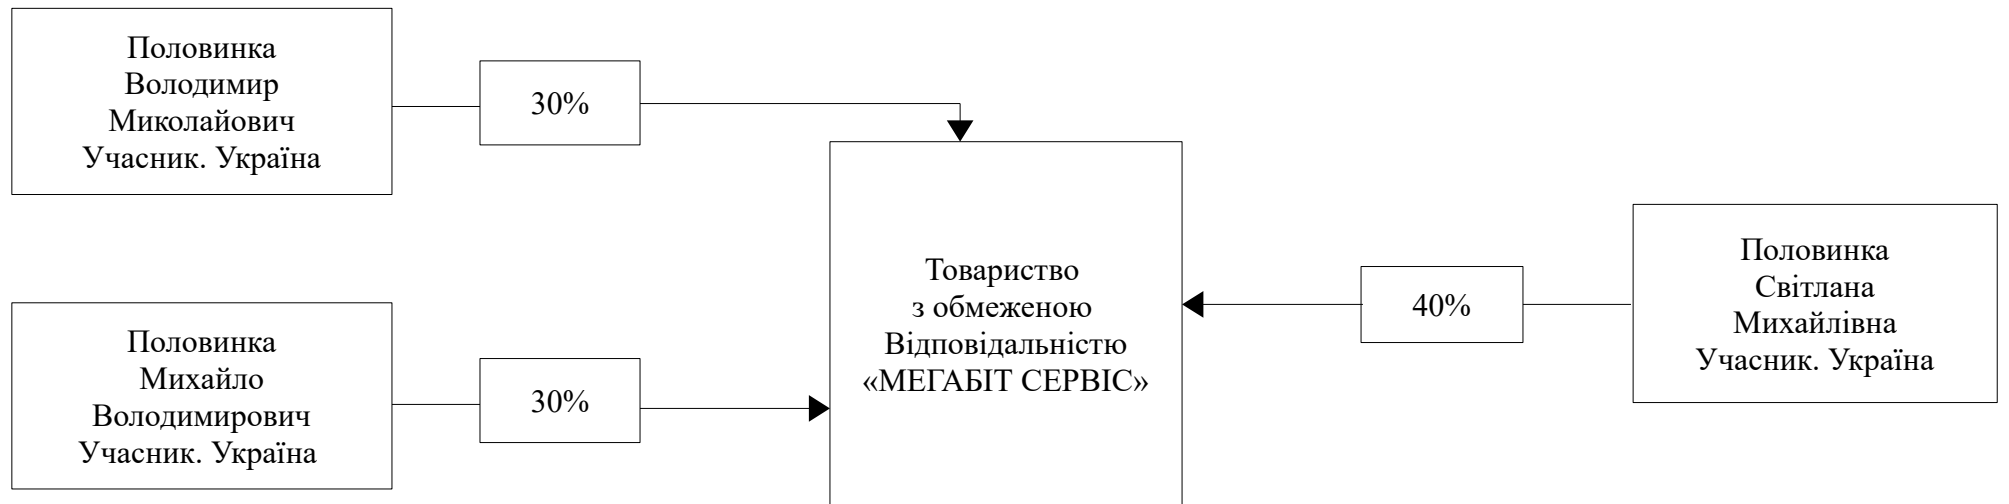 Половинка
Володимир
Миколайович
Учасник. Україна
30%
Половинка
Михайло
Володимирович
Учасник. Україна
30%
Товариство
з обмеженою
Відповідальністю
«МЕГАБІТ СЕРВІС»
40%
Половинка
Світлана
Михайлівна
Учасник. Україна